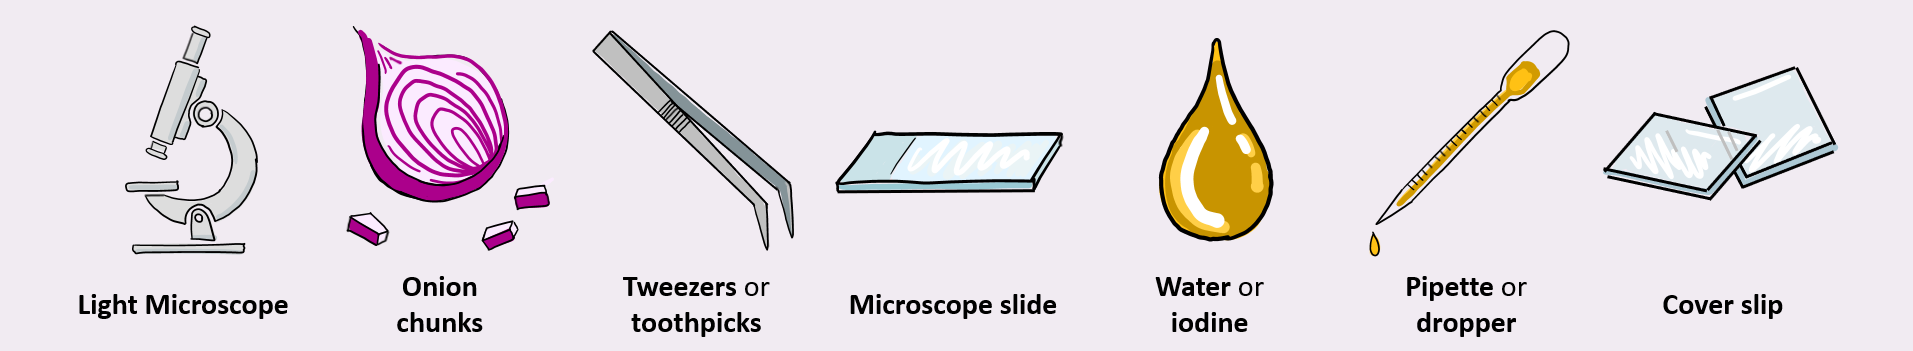 Light Microscope
Onion
chunks
Tweezers or
toothpicks
Microscope slide
Water or
iodine
Pipette or
dropper
Cover slip